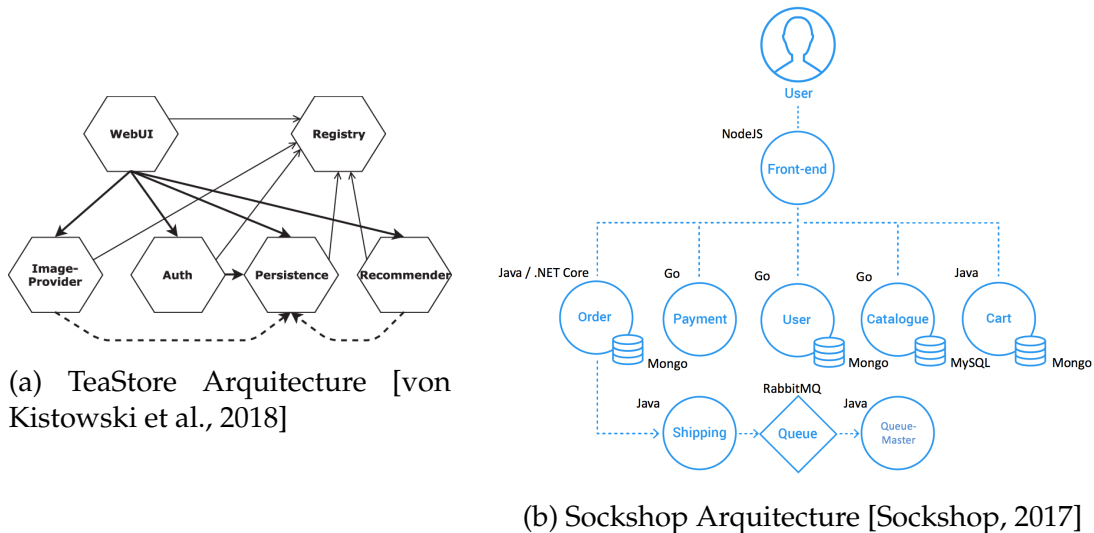 WebUI
Registry
Image-
Provider
Auth
Persistence
Recommender
(a) TeaStore Arquitecture [von
Kistowski et al., 2018]
User
NodeJS
Front-end
Java / .NET Core
Go
Go
Go
Java
Order
Payment
User
Catalogue
Cart
Mongo
Mongo
MySQL
Mongo
Java
RabbitMQ
Java
Shipping
Queue
Queue-
Master
(b) Sockshop Arquitecture [Sockshop, 2017]